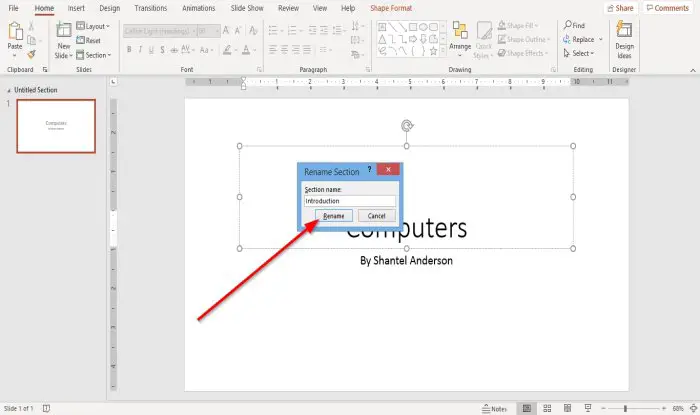 File Home Insert Draw Design Transitions Animations Slide Show Review View Help Shape Format Share Comments
Paste New Slide Layout Reset Section Calibri Light (Headings) 60 Arrange Quick Styles Shape Fill Shape Outline Shape Effects Find Replace Select Design Ideas
Clipboard Slides Font Paragraph Drawing Editing Designer
Untitled Section
1
Computers
Rename Section ?
Section name:
Introduction
Rename Cancel
Computers
By Shantel Anderson
Slide 1 of 1 Notes 68%